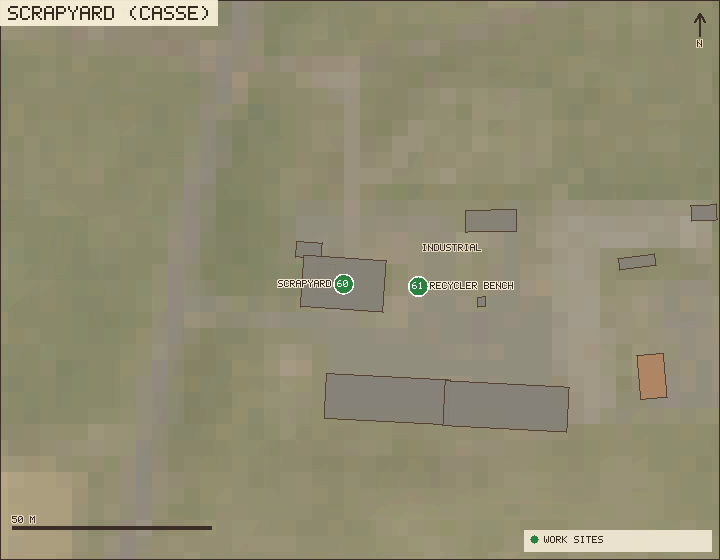 SCRAPYARD (CASSE)
N
INDUSTRIAL
SCRAPYARD 60
61 RECYCLER BENCH
50 M
WORK SITES